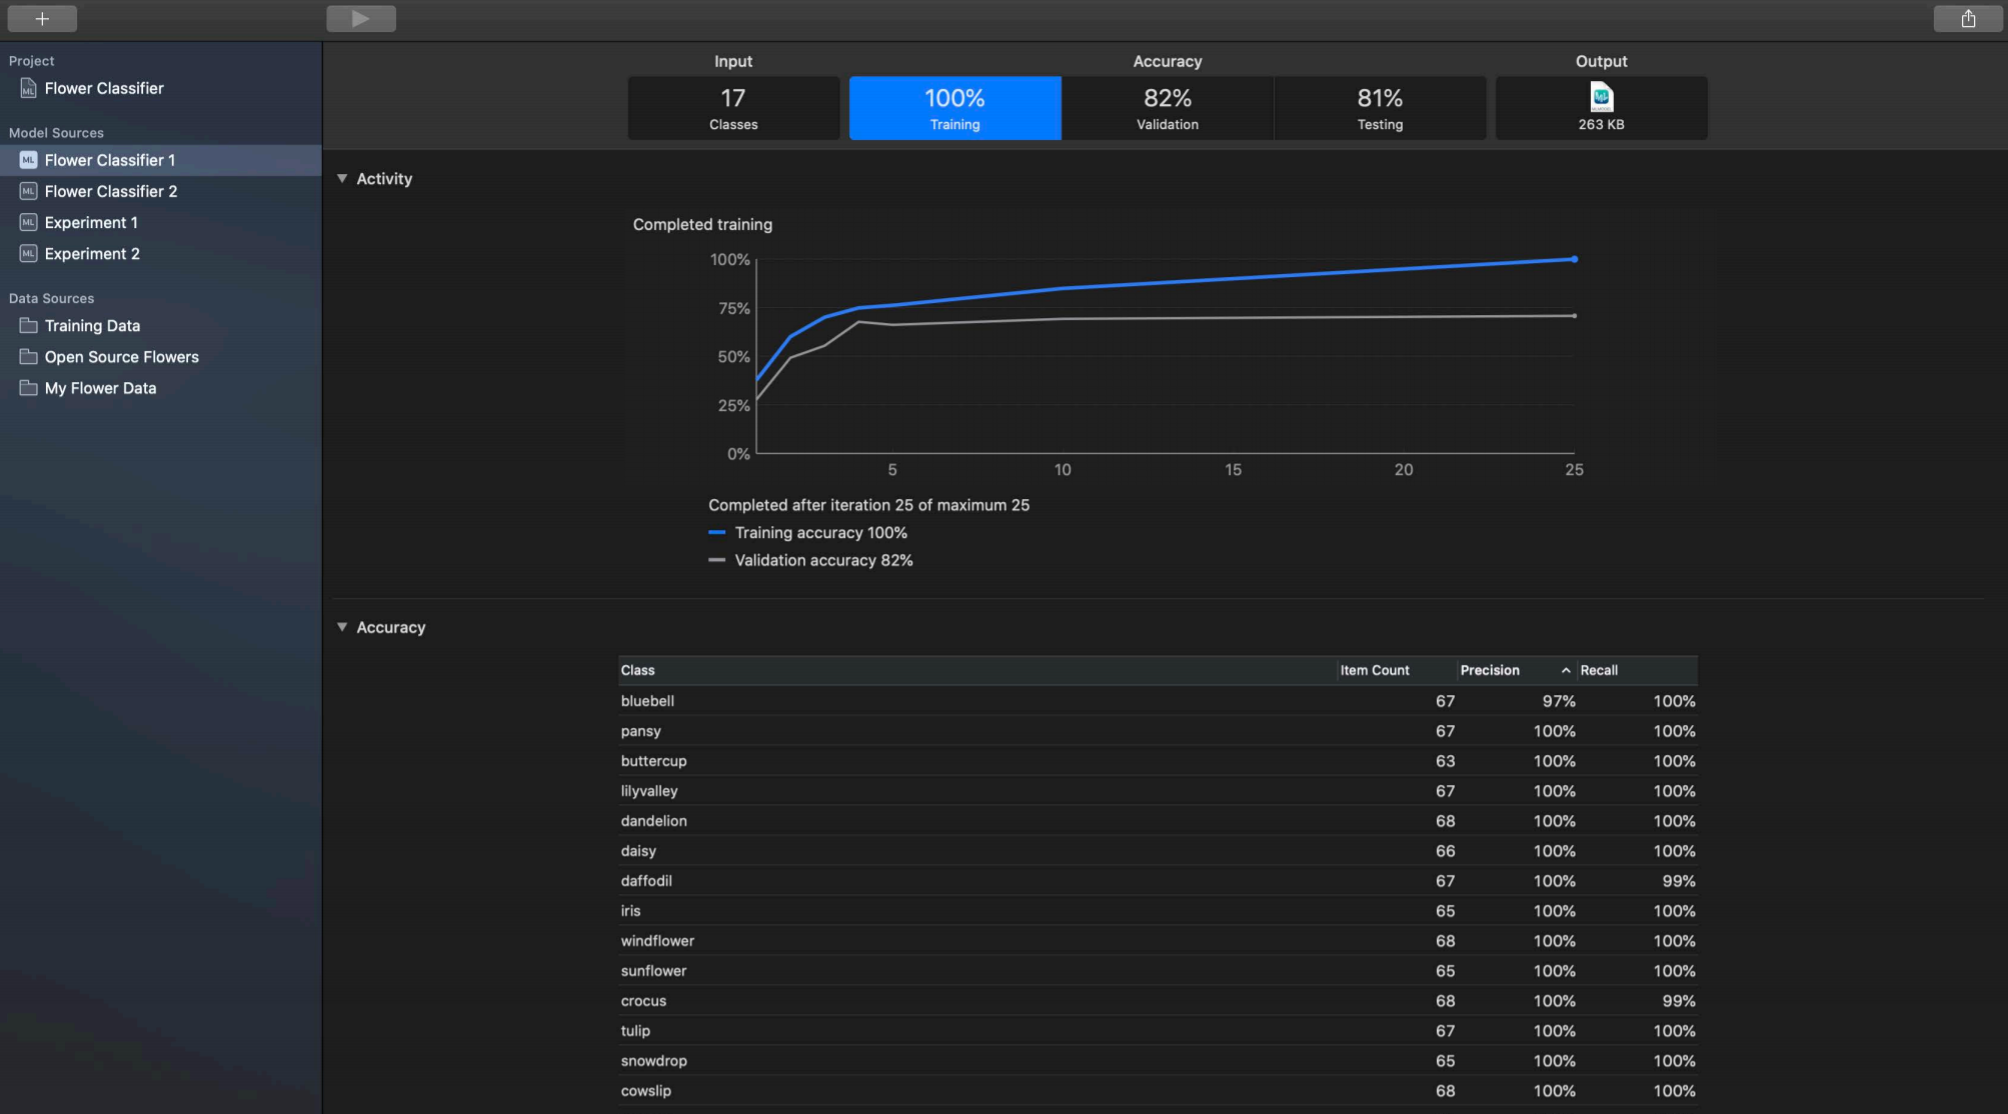 Project
Flower Classifier
Model Sources
Flower Classifier 1
Flower Classifier 2
Experiment 1
Experiment 2
Data Sources
Training Data
Open Source Flowers
My Flower Data
Input Accuracy Output
17 100% 82% 81%
Classes Training Validation Testing 263 KB
Activity
Completed training
100%
75%
50%
25%
0%
5 10 15 20 25
Completed after iteration 25 of maximum 25
Training accuracy 100%
Validation accuracy 82%
Accuracy
Class Item Count Precision Recall
bluebell 67 97% 100%
pansy 67 100% 100%
buttercup 63 100% 100%
lilyvalley 67 100% 100%
dandelion 68 100% 100%
daisy 66 100% 100%
daffodil 67 100% 99%
iris 65 100% 100%
windflower 68 100% 100%
sunflower 65 100% 100%
crocus 68 100% 99%
tulip 67 100% 100%
snowdrop 65 100% 100%
cowslip 68 100% 100%